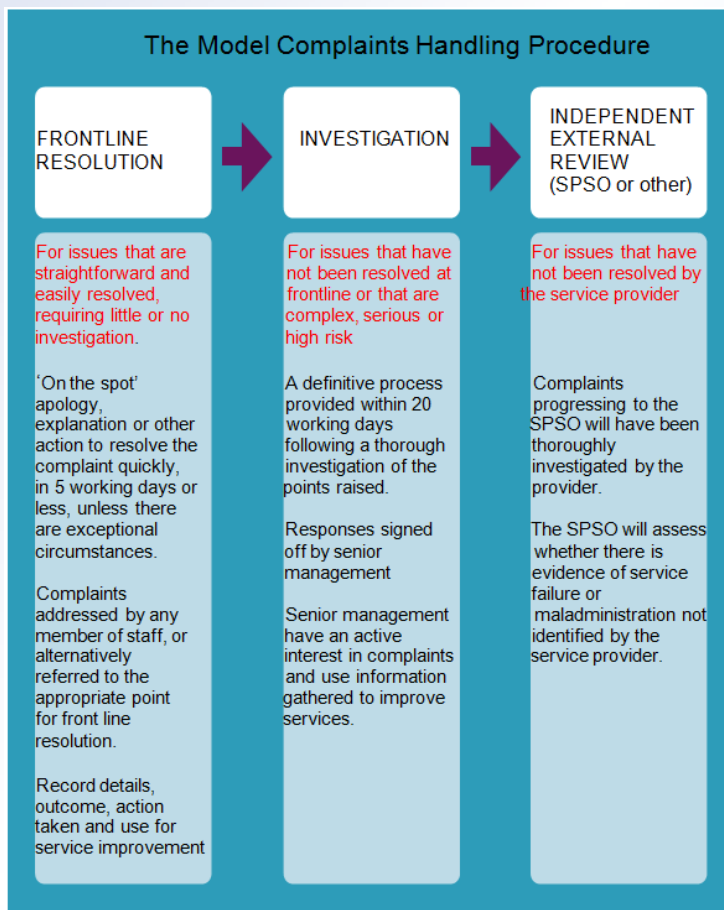 The Model Complaints Handling Procedure
FRONTLINE
RESOLUTION
INVESTIGATION
INDEPENDENT
EXTERNAL
REVIEW
(SPSO or other)
For issues that are
straightforward and
easily resolved,
requiring little or no
investigation.
‘On the spot’
apology,
explanation or other
action to resolve the
complaint quickly,
in 5 working days or
less, unless there
are exceptional
circumstances.
Complaints
addressed by any
member of staff, or
alternatively
referred to the
appropriate point
for front line
resolution.
Record details,
outcome, action
taken and use for
service improvement
For issues that have
not been resolved at
frontline or that are
complex, serious or
high risk
A definitive process
provided within 20
working days
following a thorough
investigation of the
points raised.
Responses signed
off by senior
management
Senior management
have an active
interest in complaints
and use information
gathered to improve
services.
For issues that have
not been resolved by
the service provider
Complaints
progressing to the
SPSO will have been
thoroughly
investigated by the
provider.
The SPSO will assess
whether there is
evidence of service
failure or
maladministration not
identified by the
service provider.